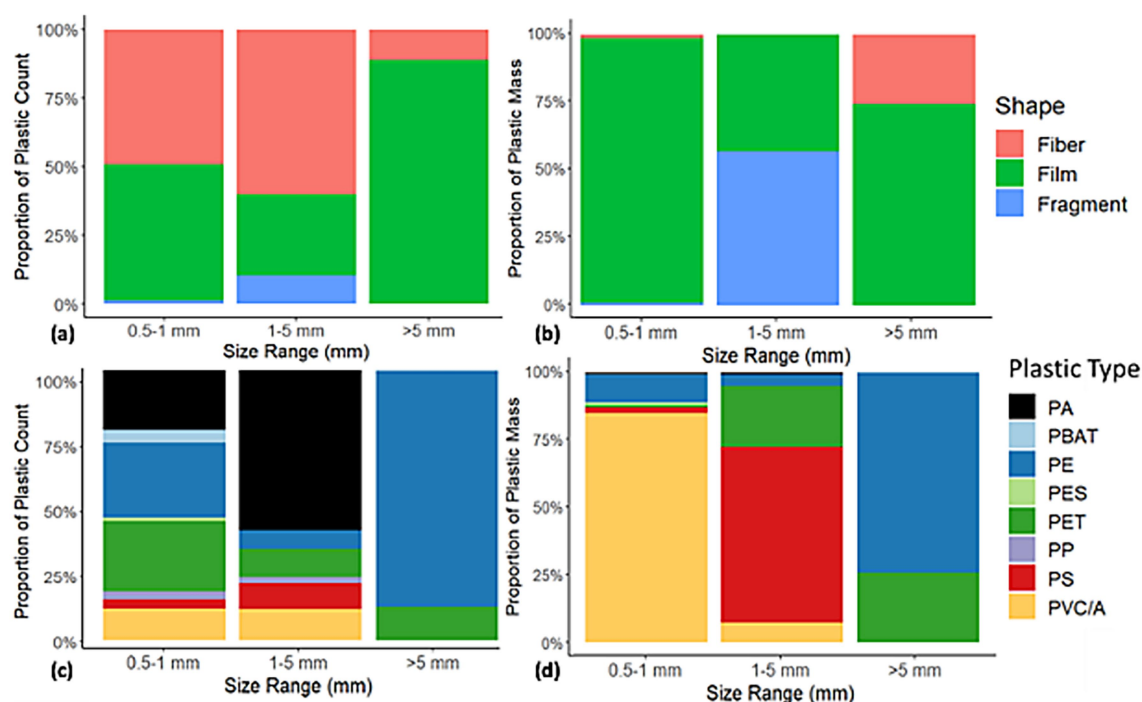 Proportion of Plastic Count
100%
75%
50%
25%
0%
(a)
0.5-1 mm
1-5 mm
>5 mm
Size Range (mm)
Proportion of Plastic Mass
100%
75%
50%
25%
0%
(b)
0.5-1 mm
1-5 mm
>5 mm
Size Range (mm)
Shape
Fiber
Film
Fragment
Proportion of Plastic Count
100%
75%
50%
25%
0%
(c)
0.5-1 mm
1-5 mm
>5 mm
Size Range (mm)
Proportion of Plastic Mass
100%
75%
50%
25%
0%
(d)
0.5-1 mm
1-5 mm
>5 mm
Size Range (mm)
Plastic Type
PA
PBAT
PE
PES
PET
PP
PS
PVC/A